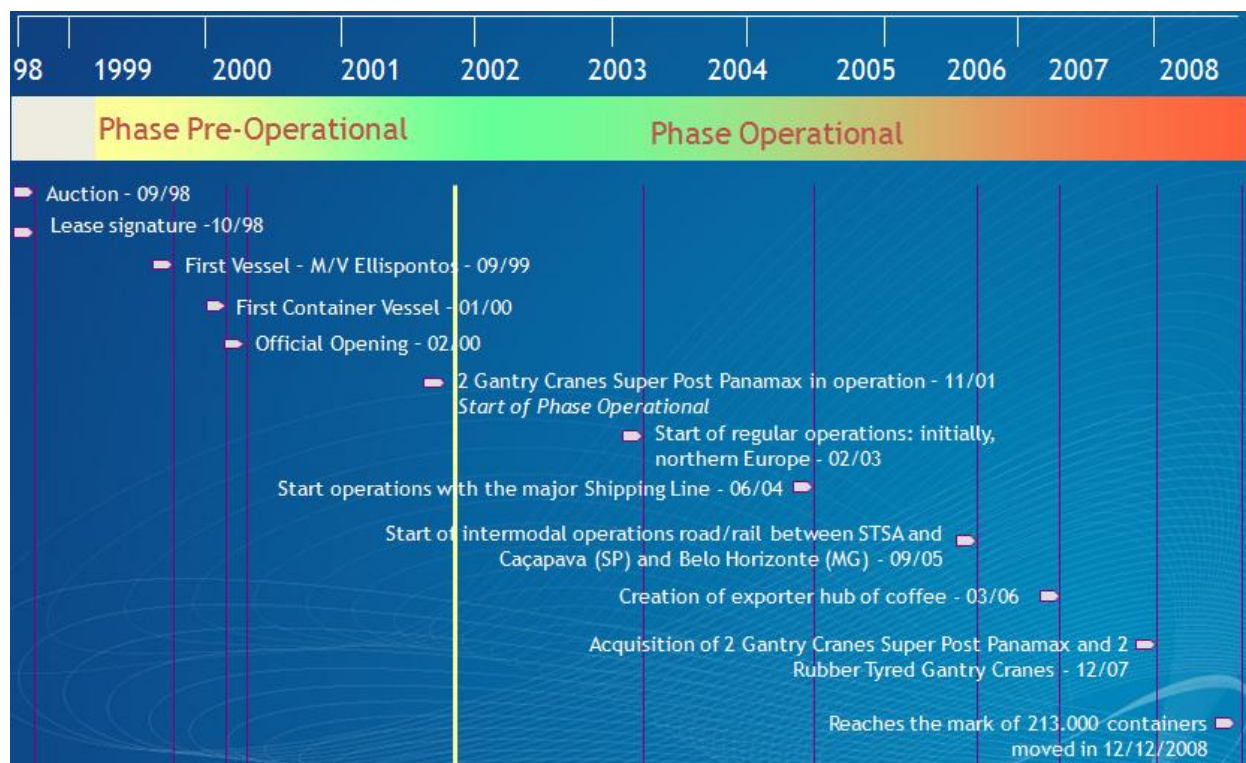 98 1999 2000 2001 2002 2003 2004 2005 2006 2007 2008
Phase Pre-Operational Phase Operational
Auction - 09/98
Lease signature -10/98
First Vessel - M/V Ellispontos - 09/99
First Container Vessel - 01/00
Official Opening - 02/00
2 Gantry Cranes Super Post Panamax in operation - 11/01
Start of Phase Operational
Start of regular operations: initially,
northern Europe - 02/03
Start operations with the major Shipping Line - 06/04
Start of intermodal operations road/rail between STSA and
Caçapava (SP) and Belo Horizonte (MG) - 09/05
Creation of exporter hub of coffee - 03/06
Acquisition of 2 Gantry Cranes Super Post Panamax and 2
Rubber Tyred Gantry Cranes - 12/07
Reaches the mark of 213.000 containers
moved in 12/12/2008